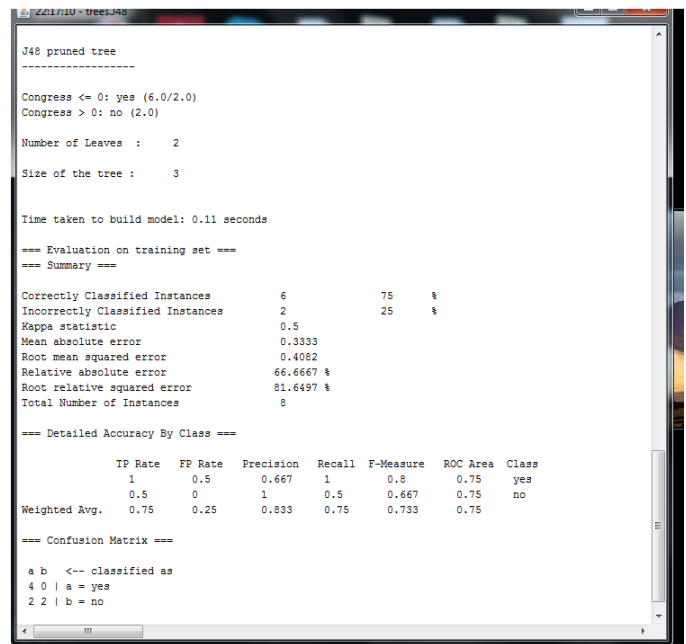 22:17:10 - trees.J48
J48 pruned tree
------------------
Congress <= 0: yes (6.0/2.0)
Congress > 0: no (2.0)
Number of Leaves  :     2
Size of the tree :     3
Time taken to build model: 0.11 seconds
=== Evaluation on training set ===
=== Summary ===
Correctly Classified Instances           6               75      %
Incorrectly Classified Instances         2               25      %
Kappa statistic                          0.5
Mean absolute error                      0.3333
Root mean squared error                  0.4082
Relative absolute error                 66.6667 %
Root relative squared error             81.6497 %
Total Number of Instances                8
=== Detailed Accuracy By Class ===
TP Rate   FP Rate   Precision   Recall  F-Measure   ROC Area  Class
1         0.5        0.667     1         0.8        0.75     yes
0.5       0          1         0.5       0.667      0.75     no
Weighted Avg.    0.75      0.25       0.833     0.75      0.733      0.75
=== Confusion Matrix ===
a b   <-- classified as
4 0 | a = yes
2 2 | b = no